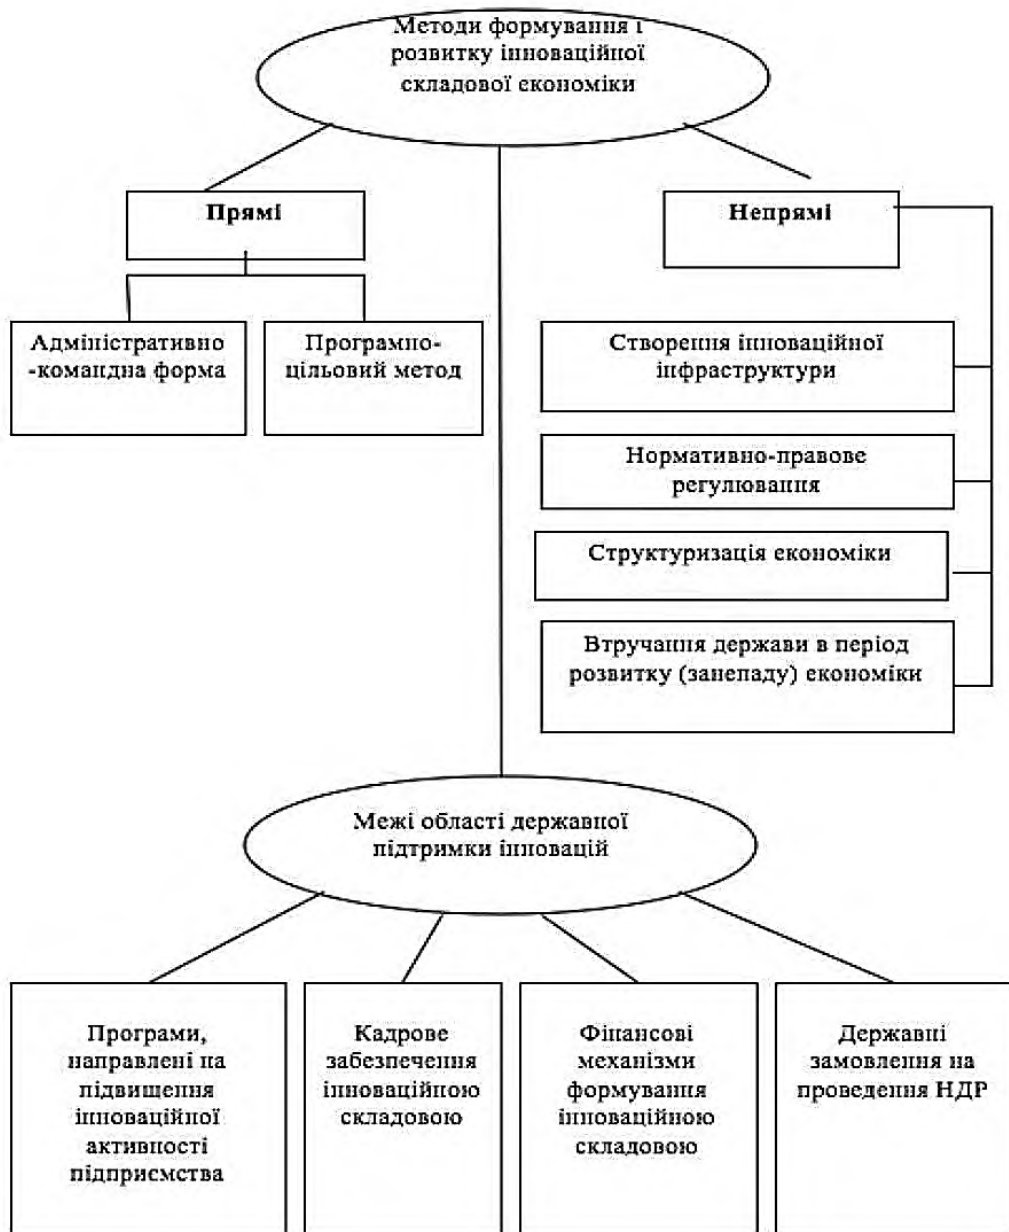 Методи формування і
розвитку інноваційної
складової економіки
Прямі
Непрямі
Адміністративно
-командна форма
Програмно-
цільовий метод
Створення інноваційної
інфраструктури
Нормативно-правове
регулювання
Структуризація економіки
Втручання держави в період
розвитку (занепаду) економіки
Межі області державної
підтримки інновацій
Програми,
направлені на
підвищення
інноваційної
активності
підприємства
Кадрове
забезпечення
інноваційною
складовою
Фінансові
механізми
формування
інноваційною
складовою
Державні
замовлення на
проведення НДР